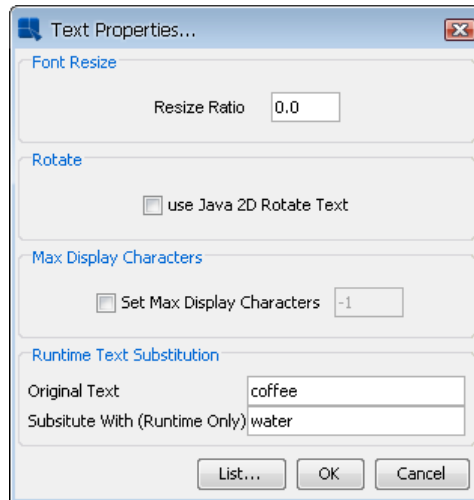 Text Properties...
Font Resize
Resize Ratio 0.0
Rotate
use Java 2D Rotate Text
Max Display Characters
Set Max Display Characters -1
Runtime Text Substitution
Original Text coffee
Subsitute With (Runtime Only) water
List... OK Cancel